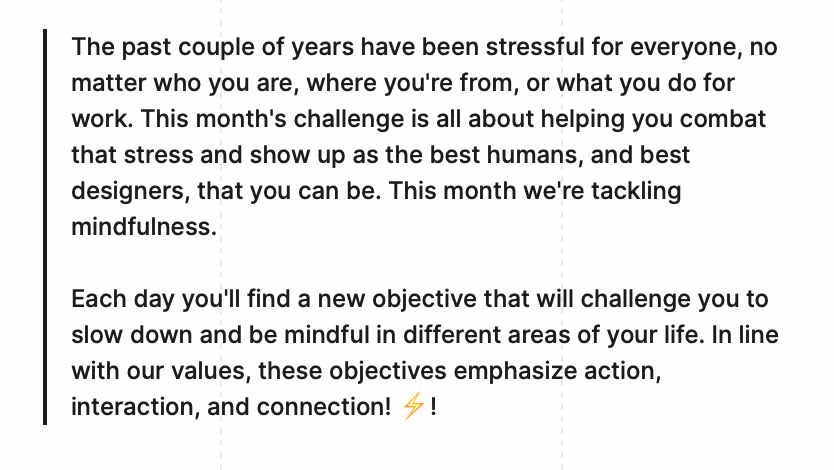 The past couple of years have been stressful for everyone, no
matter who you are, where you're from, or what you do for
work. This month's challenge is all about helping you combat
that stress and show up as the best humans, and best
designers, that you can be. This month we're tackling
mindfulness.
Each day you'll find a new objective that will challenge you to
slow down and be mindful in different areas of your life. In line
with our values, these objectives emphasize action,
interaction, and connection! ⚡️!